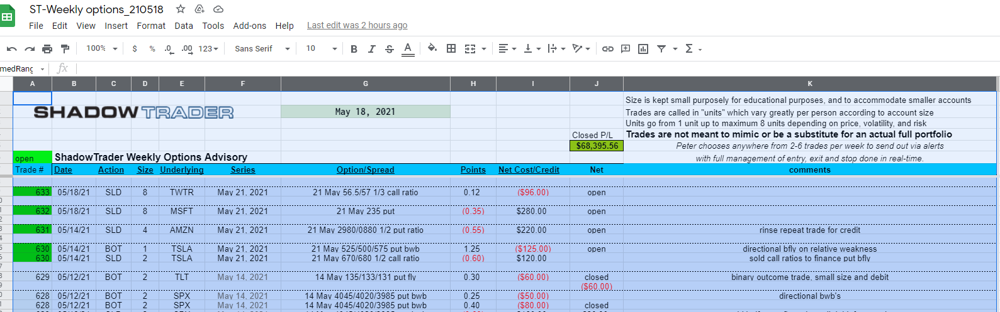 ST-Weekly options_210518
File Edit View Insert Format Data Tools Add-ons Help Last edit was 2 hours ago
100% $ % .0 .00 123 Sans Serif 10 B I S A
medRang fx
A B C D E F G H I J K
Size is kept small purposely for educational purposes, and to accommodate smaller accounts
SHADOWTRADER May 18, 2021 Trades are called in "units" which vary greatly per person according to account size
Units go from 1 unit up to maximum 8 units depending on price, volatility, and risk
Closed P/L Trades are not meant to mimic or be a substitute for an actual full portfolio
$68,395.56 Peter chooses anywhere from 2-6 trades per week to send out via alerts
open ShadowTrader Weekly Options Advisory with full management of entry, exit and stop done in real-time.
Trade # Date Action Size Underlying Series Option/Spread Points Net Cost/Credit Net comments
633 05/18/21 SLD 8 TWTR May 21, 2021 21 May 56.5/57 1/3 call ratio 0.12 ($96.00) open
632 05/18/21 SLD 8 MSFT May 21, 2021 21 May 235 put (0.35) $280.00 open
631 05/14/21 SLD 4 AMZN May 21, 2021 21 May 2980/0880 1/2 put ratio (0.55) $220.00 open rinse repeat trade for credit
630 05/14/21 BOT 1 TSLA May 21, 2021 21 May 525/500/575 put bwb 1.25 ($125.00) open directional bfly on relative weakness
630 05/14/21 SLD 2 TSLA May 21, 2021 21 May 670/680 1/2 call ratio (0.60) $120.00 sold call ratios to finance put bfly
629 05/12/21 BOT 2 TLT May 14, 2021 14 May 135/133/131 put fly 0.30 ($60.00) closed binary outcome trade, small size and debit
($60.00)
628 05/12/21 BOT 2 SPX May 14, 2021 14 May 4045/4020/3985 put bwb 0.25 ($50.00) directional bwb's
628 05/12/21 BOT 2 SPX May 14, 2021 14 May 4045/4020/3985 put bwb 0.40 ($80.00) closed